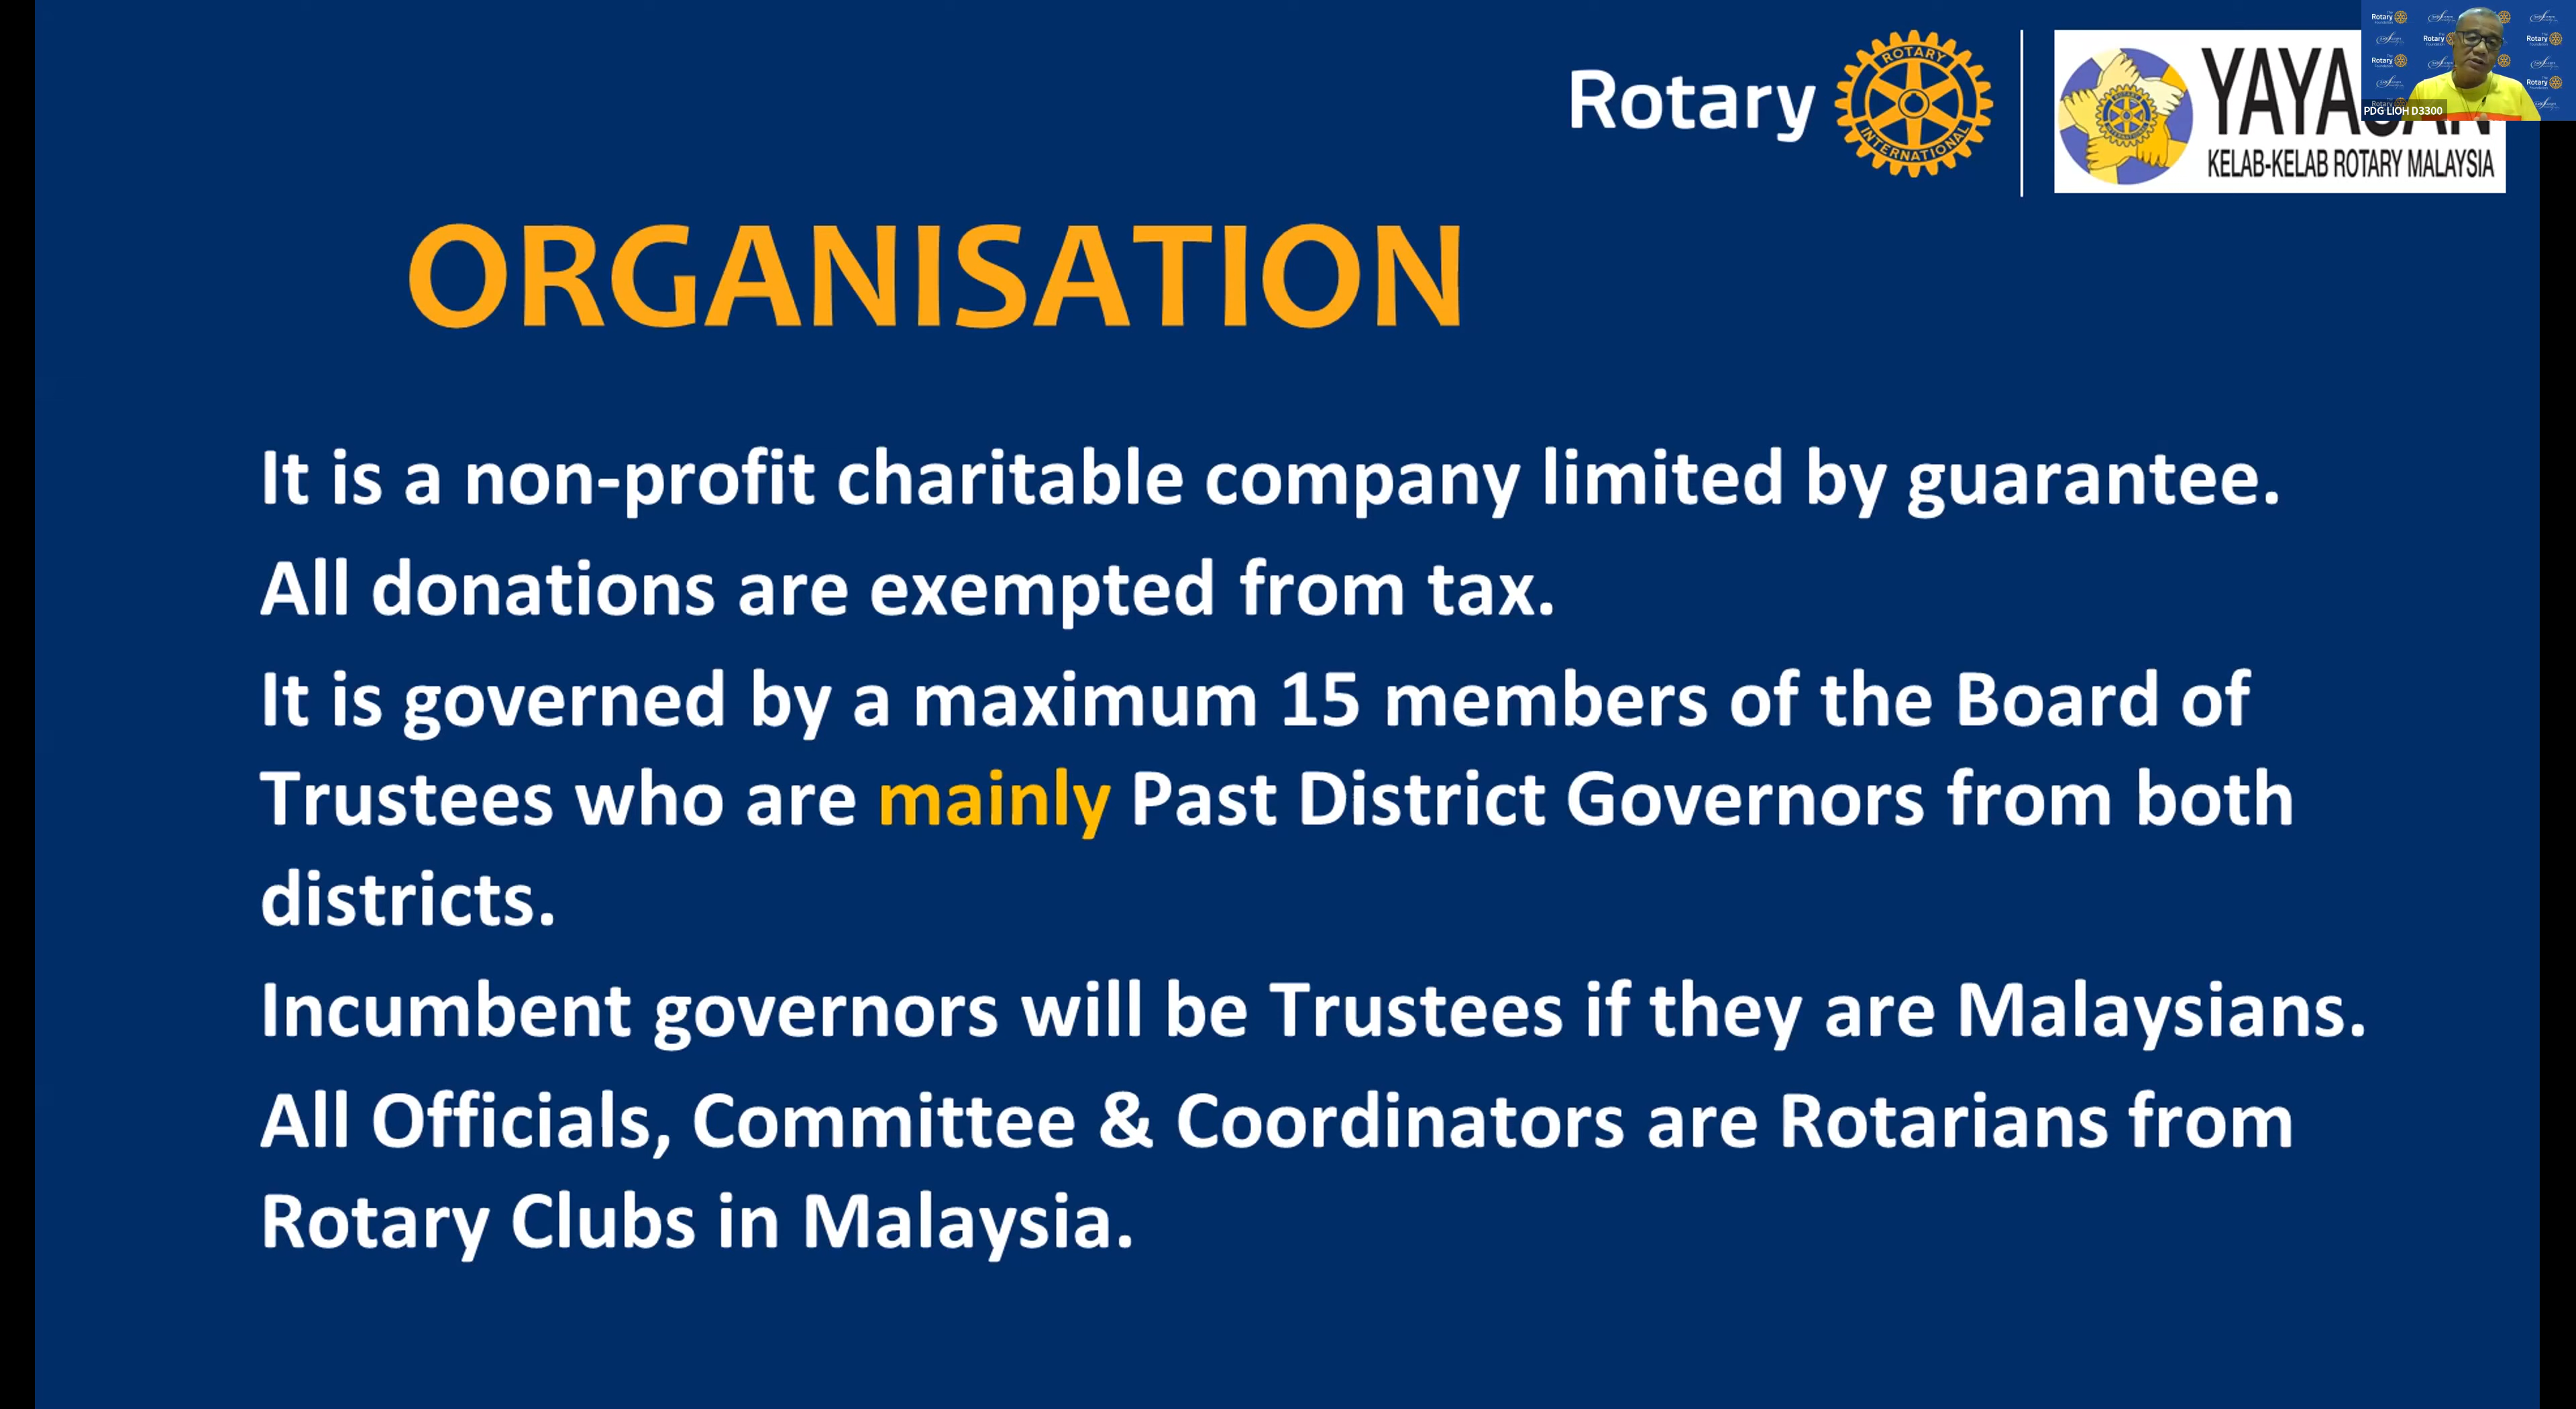 Rotary
ROTARY
INTERNATIONAL
KELAB-KELAB ROTARY MALAYSIA
PDG LIOH D3300
ORGANISATION
It is a non-profit charitable company limited by guarantee.
All donations are exempted from tax.
It is governed by a maximum 15 members of the Board of
Trustees who are mainly Past District Governors from both
districts.
Incumbent governors will be Trustees if they are Malaysians.
All Officials, Committee & Coordinators are Rotarians from
Rotary Clubs in Malaysia.